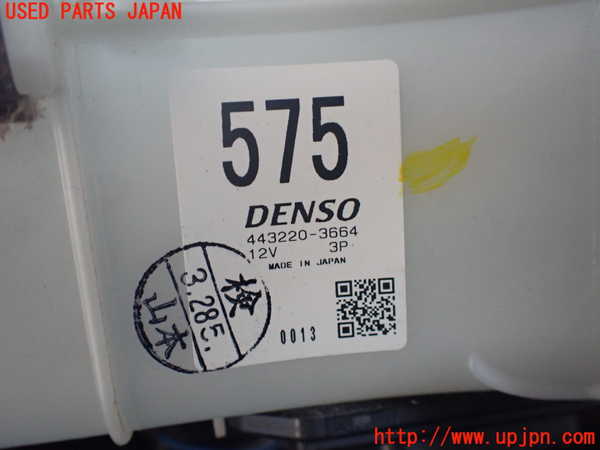 USED PARTS JAPAN
575
DENSO
443220-3664
12V 3P
MADE IN JAPAN
検
3.285.
山本
0013
http://www.upjpn.com